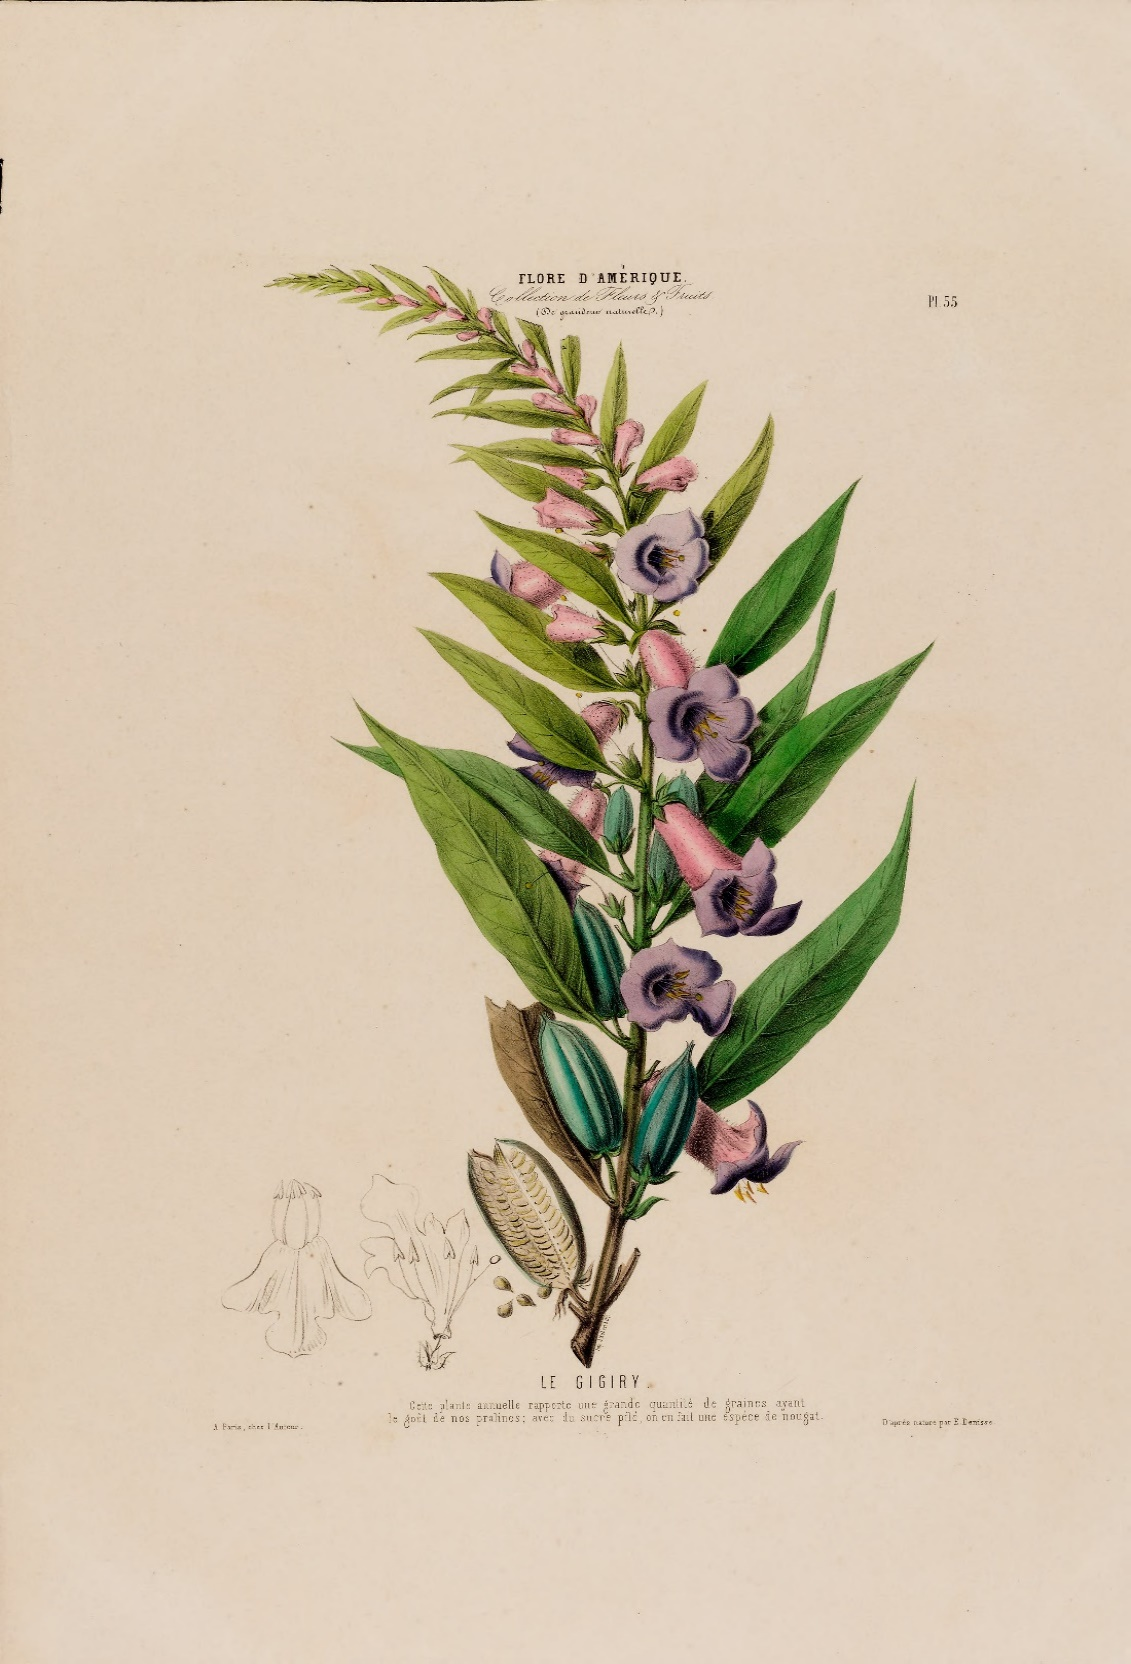 FLORE D'AMÉRIQUE.
Collection de Fleurs & Fruits
(De grandeur naturelle.)
Pl. 55
LE GIGIRY.
Cette plante annuelle rapporte une grande quantité de graines ayant
le goût de nos pralines; avec du sucre pilé, on en fait une espèce de nougat.
A Paris, chez l'Auteur.
D'après nature par E. Denisse